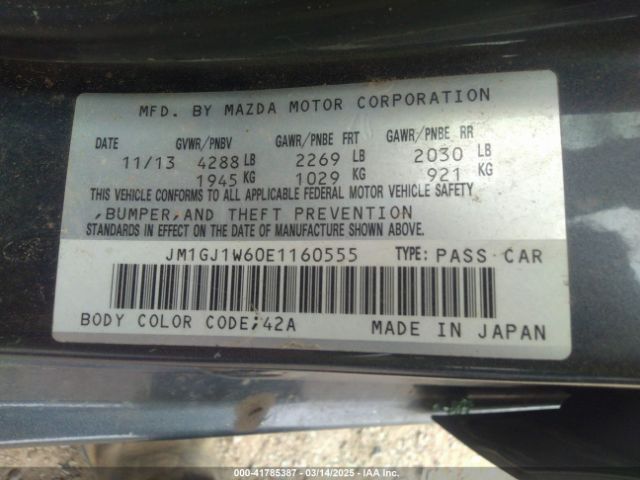 MFD. BY MAZDA MOTOR CORPORATION
DATE GVWR/PNBV GAWR/PNBE FRT GAWR/PNBE RR
11/13 4288 LB 2269 LB 2030 LB
1945 KG 1029 KG 921 KG
THIS VEHICLE CONFORMS TO ALL APPLICABLE FEDERAL MOTOR VEHICLE SAFETY
,BUMPER,AND THEFT PREVENTION
STANDARDS IN EFFECT ON THE DATE OF MANUFACTURE SHOWN ABOVE.
JM1GJ1W60E1160555 TYPE: PASS CAR
BODY COLOR CODE;42A MADE IN JAPAN
000-41785387 - 03/14/2025 - IAA Inc.